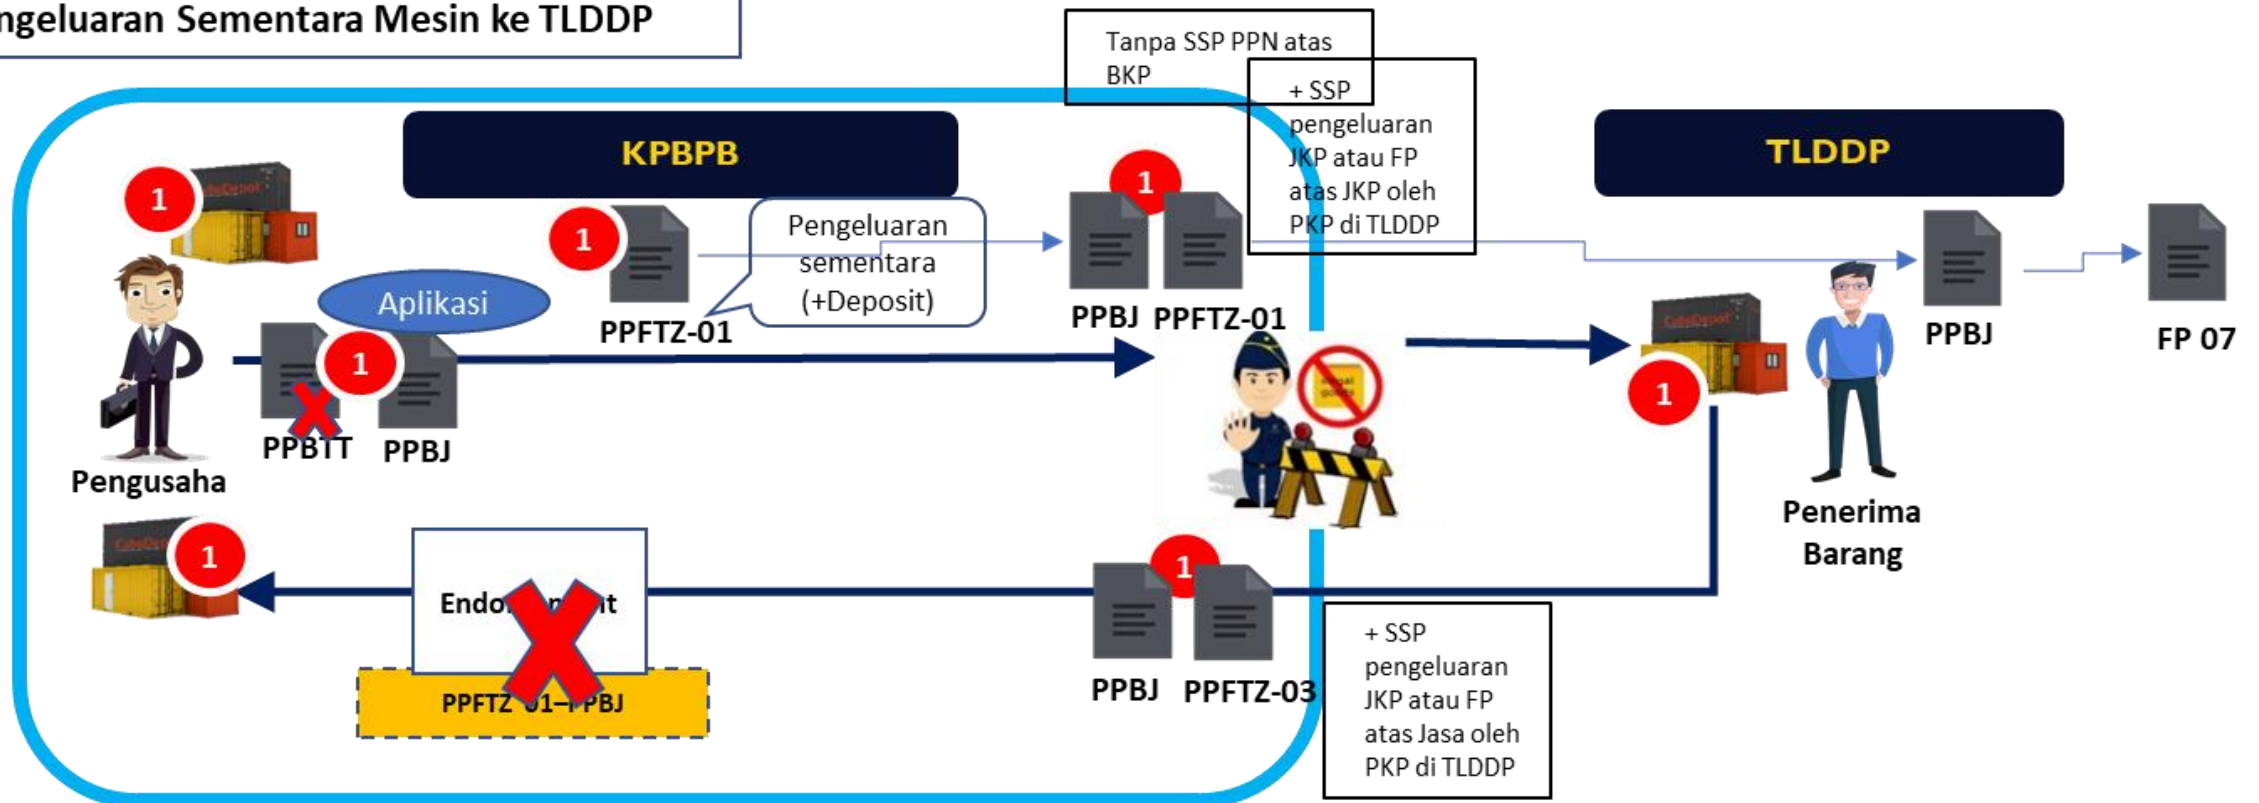 ngeluaran Sementara Mesin ke TLDDP
Tanpa SSP PPN atas
BKP
+ SSP
pengeluaran
JKP atau FP
atas JKP oleh
PKP di TLDDP
KPBPB
TLDDP
1
1
1
Pengeluaran
sementara
(+Deposit)
Aplikasi
PPFTZ-01
PPBJ
PPFTZ-01
PPBJ
FP 07
1
1
PPBTT
PPBJ
Pengusaha
Penerima
Barang
1
1
PPFTZ 01–PPBJ
PPBJ
PPFTZ-03
+ SSP
pengeluaran
JKP atau FP
atas Jasa oleh
PKP di TLDDP